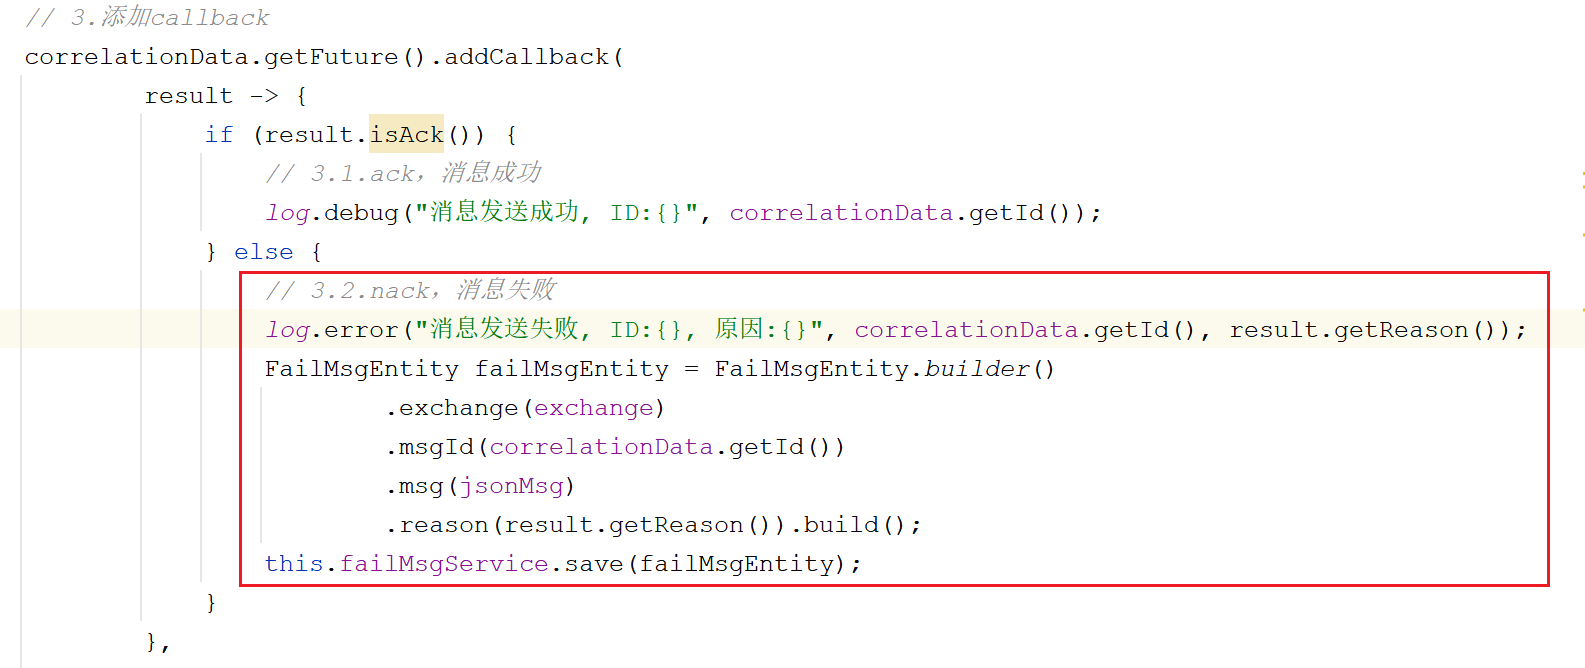 // 3.添加callback
correlationData.getFuture().addCallback(
result -> {
if (result.isAck()) {
// 3.1.ack，消息成功
log.debug("消息发送成功, ID:{}", correlationData.getId());
} else {
// 3.2.nack，消息失败
log.error("消息发送失败, ID:{}, 原因:{}", correlationData.getId(), result.getReason());
FailMsgEntity failMsgEntity = FailMsgEntity.builder()
.exchange(exchange)
.msgId(correlationData.getId())
.msg(jsonMsg)
.reason(result.getReason()).build();
this.failMsgService.save(failMsgEntity);
}
},